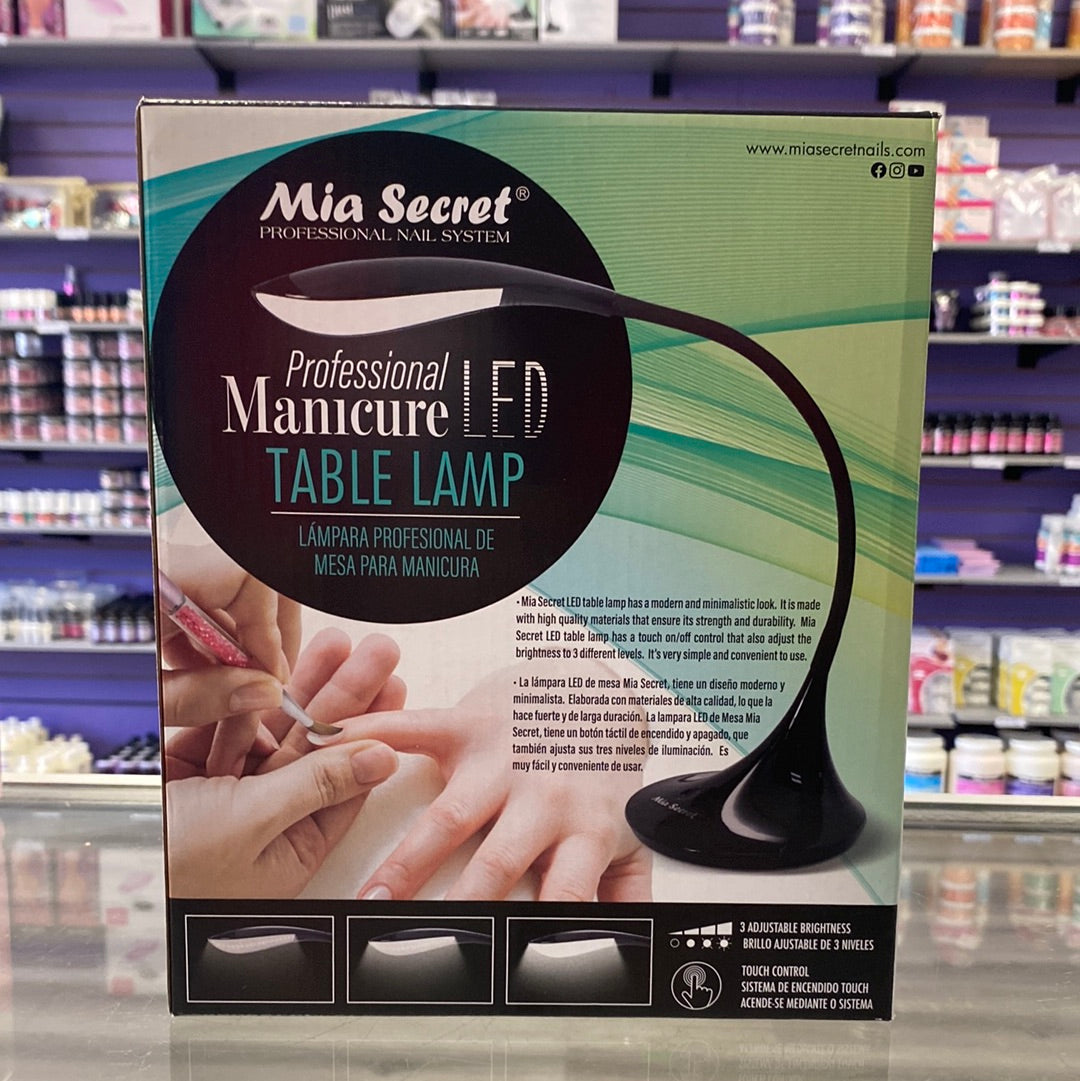 www.miasecretnails.com
Mia Secret®
PROFESSIONAL NAIL SYSTEM
Professional
Manicure LED
TABLE LAMP
LÁMPARA PROFESIONAL DE
MESA PARA MANICURA
• Mia Secret LED table lamp has a modern and minimalistic look. It is made
with high quality materials that ensure its strength and durability. Mia
Secret LED table lamp has a touch on/off control that also adjust the
brightness to 3 different levels. It's very simple and convenient to use.
• La lámpara LED de mesa Mia Secret, tiene un diseño moderno y
minimalista. Elaborada con materiales de alta calidad, lo que la
hace fuerte y de larga duración. La lampara LED de Mesa Mia
Secret, tiene un botón táctil de encendido y apagado, que
también ajusta sus tres niveles de iluminación. Es
muy fácil y conveniente de usar.
Mia Secret
3 ADJUSTABLE BRIGHTNESS
BRILLO AJUSTABLE DE 3 NIVELES
TOUCH CONTROL
SISTEMA DE ENCENDIDO TOUCH
ACENDE-SE MEDIANTE O SISTEMA